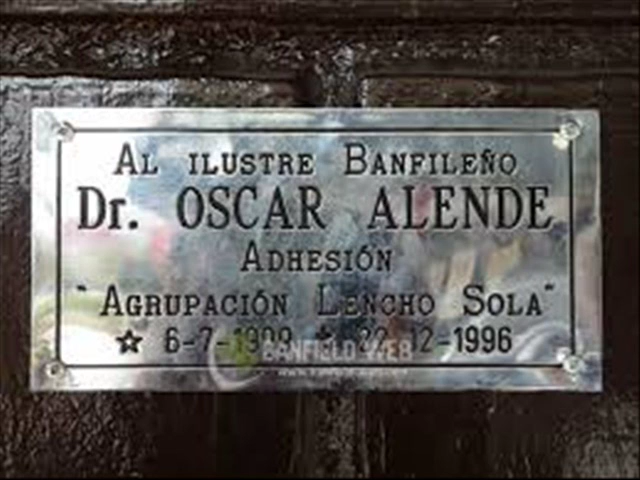 AL ILUSTRE BANFILEÑO
Dr. OSCAR ALENDE
ADHESIÓN
"AGRUPACIÓN LENCHO SOLA"
☆ 6-7-1909 22-12-1996
BANFIELD WEB